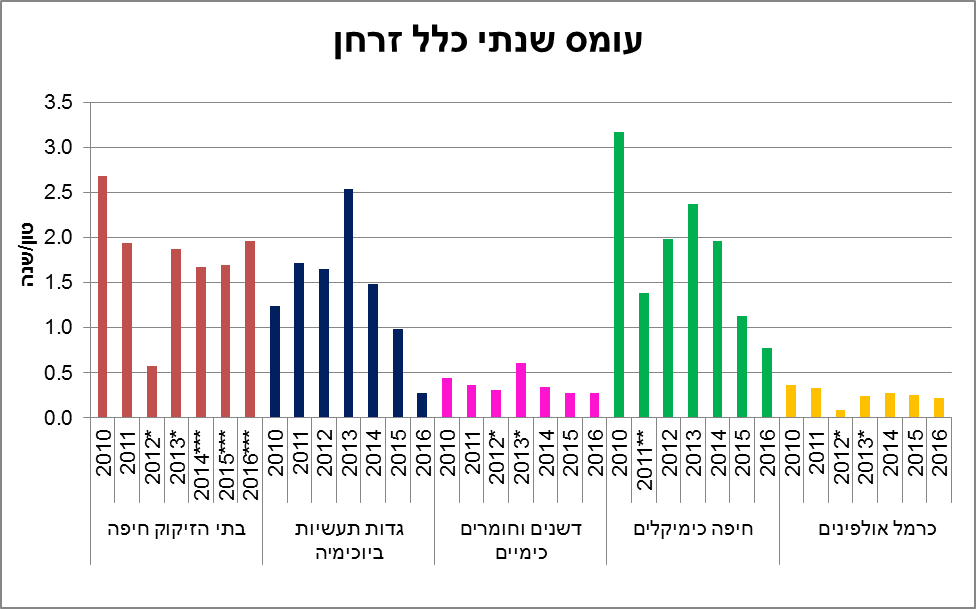 עומס שנתי כלל זרחן
טון/שנה
3.5
3.0
2.5
2.0
1.5
1.0
0.5
0.0
2010 2011 2012* 2013* 2014*** 2015*** 2016***
2010 2011 2012 2013 2014 2015 2016
2010 2011 2012* 2013* 2014 2015 2016
2010 2011** 2012 2013 2014 2015 2016
2010 2011 2012* 2013* 2014 2015 2016
בתי הזיקוק חיפה
גדות תעשיות
ביוכימיה
דשנים וחומרים
כימיים
חיפה כימיקלים
כרמל אולפינים